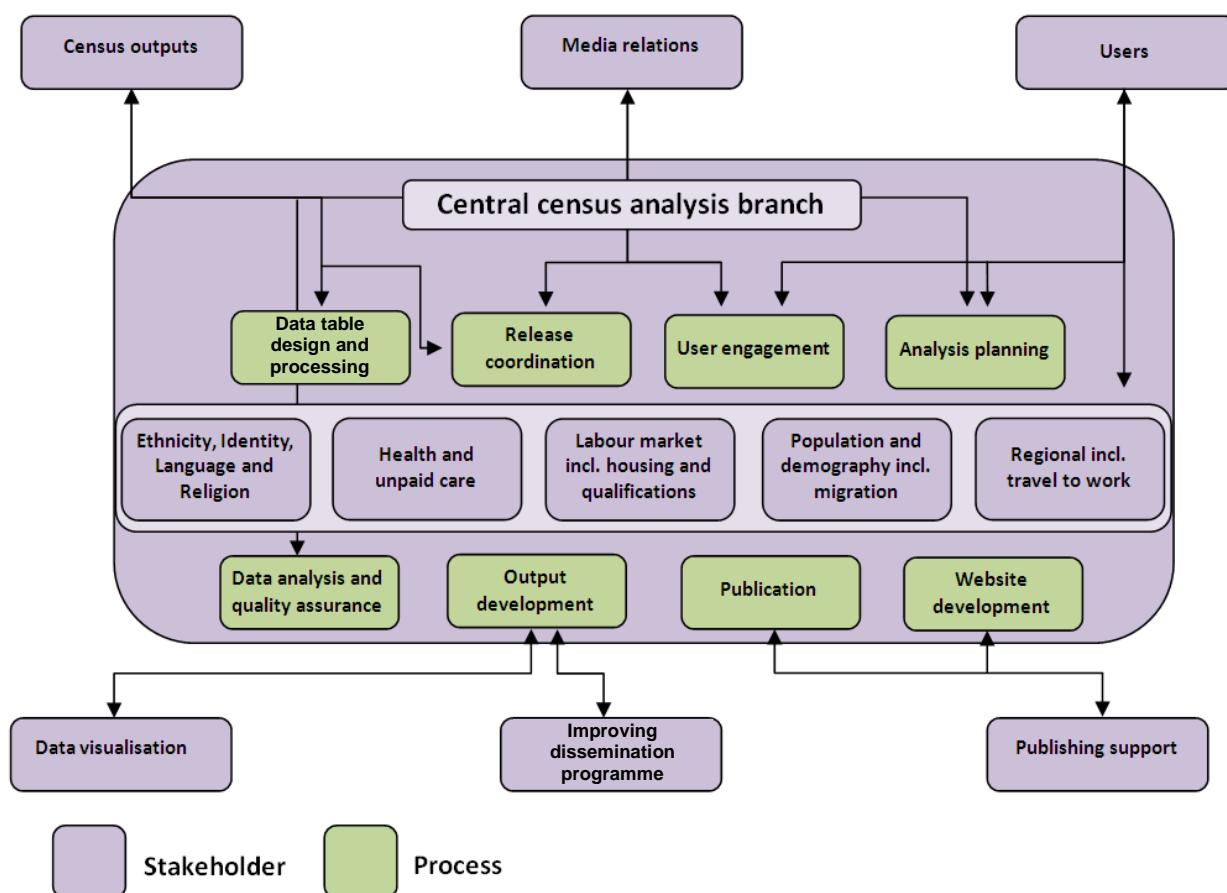 Census outputs
Media relations
Users
Central census analysis branch
Data table
design and
processing
Release
coordination
User engagement
Analysis planning
Ethnicity, Identity,
Language and
Religion
Health and
unpaid care
Labour market
incl. housing and
qualifications
Population and
demography incl.
migration
Regional incl.
travel to work
Data analysis and
quality assurance
Output
development
Publication
Website
development
Data visualisation
Improving
dissemination
programme
Publishing support
Stakeholder
Process